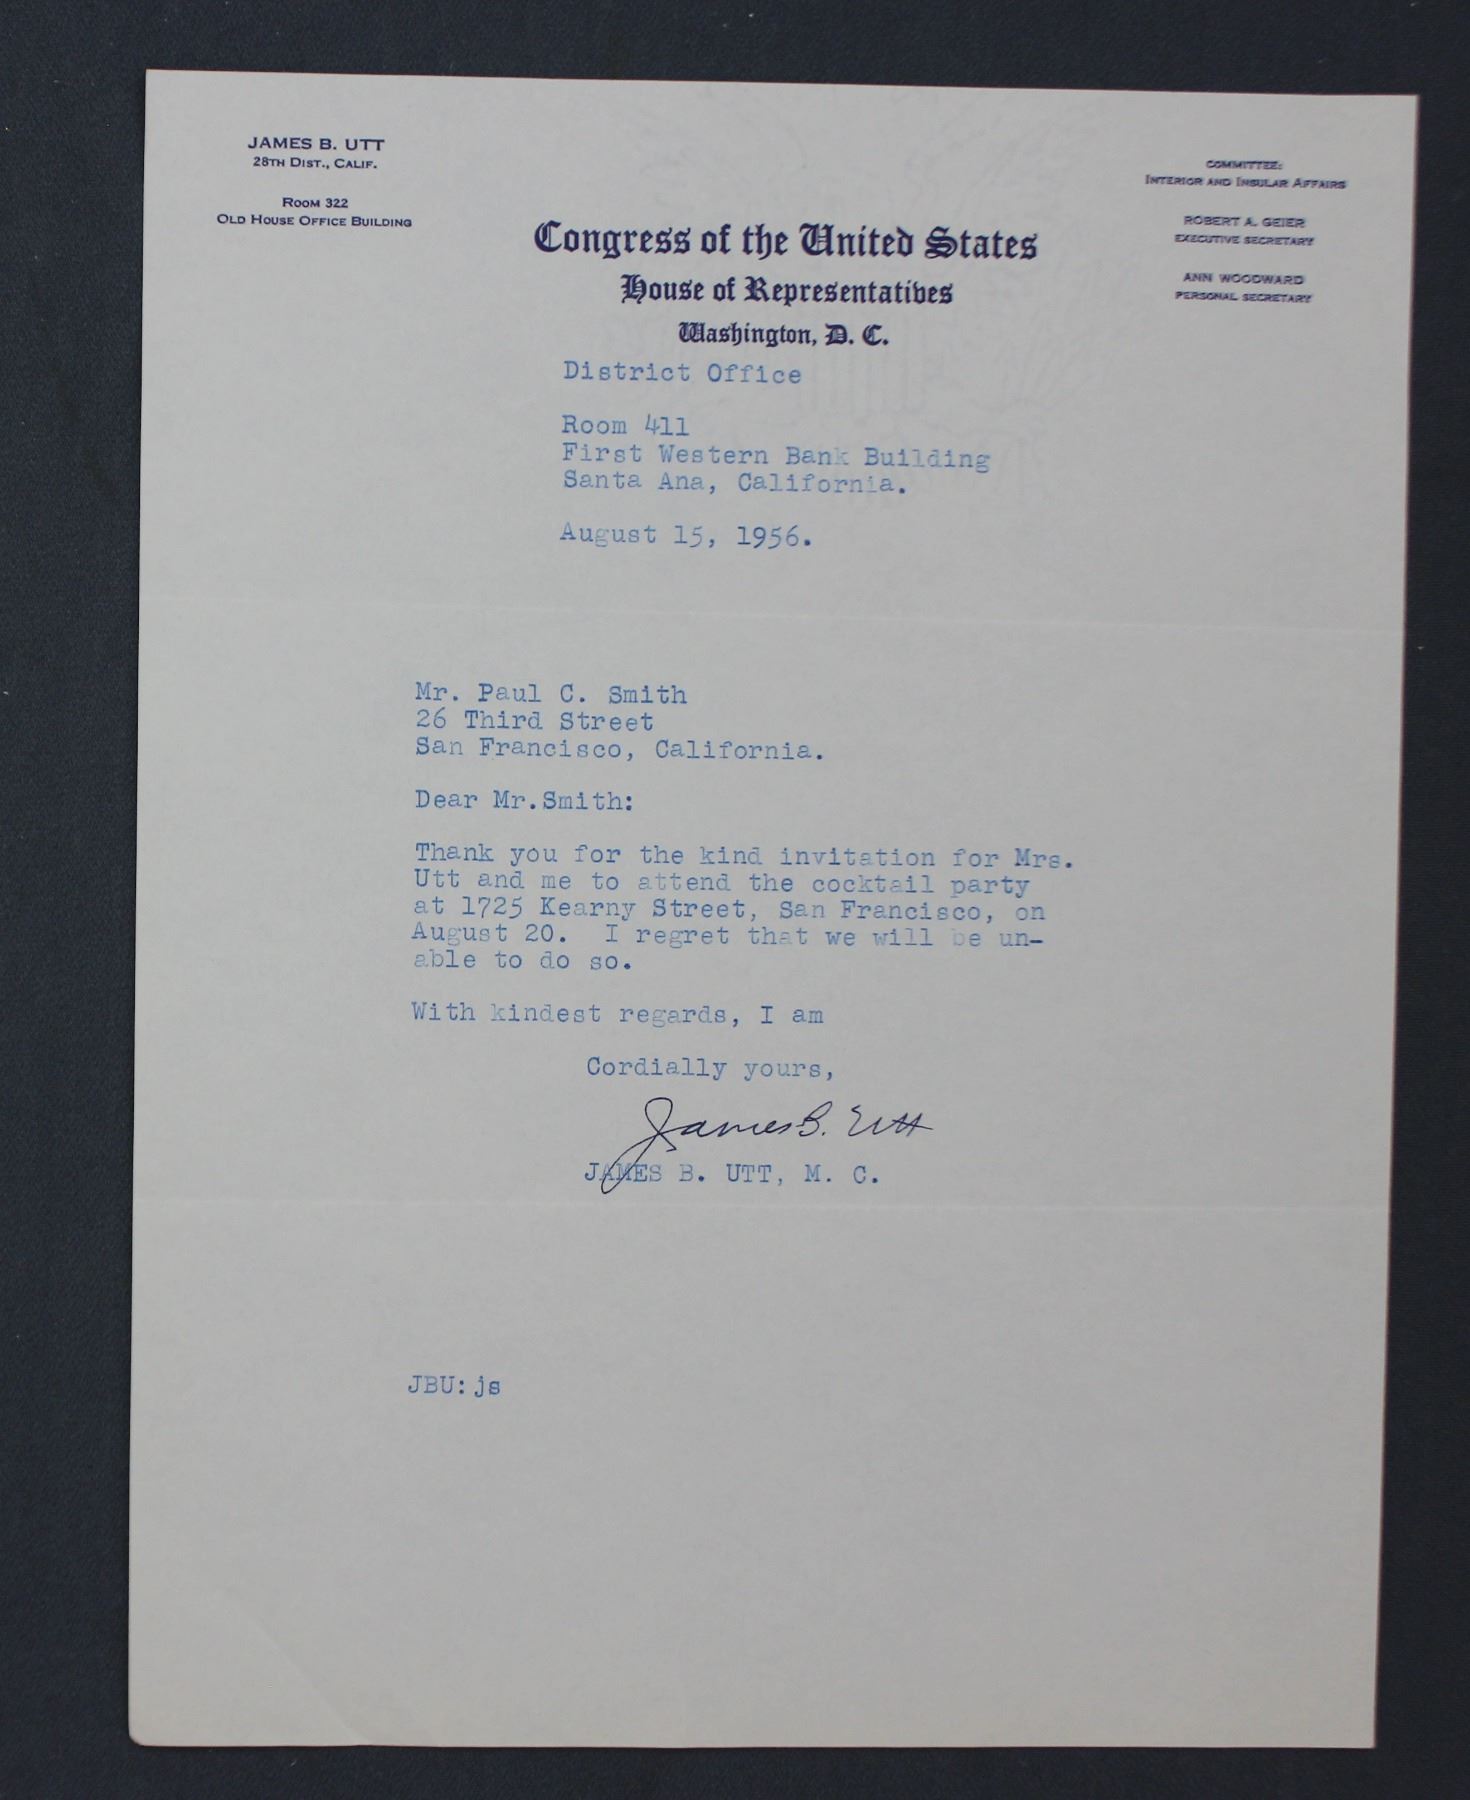 JAMES B. UTT
28TH DIST., CALIF.
ROOM 322
OLD HOUSE OFFICE BUILDING
COMMITTEE:
INTERIOR AND INSULAR AFFAIRS
ROBERT A. GEIER
EXECUTIVE SECRETARY
ANN WOODWARD
PERSONAL SECRETARY
Congress of the United States
House of Representatives
Washington, D. C.
District Office
Room 411
First Western Bank Building
Santa Ana, California.
August 15, 1956.
Mr. Paul C. Smith
26 Third Street
San Francisco, California.
Dear Mr.Smith:
Thank you for the kind invitation for Mrs.
Utt and me to attend the cocktail party
at 1725 Kearny Street, San Francisco, on
August 20.  I regret that we will be un-
able to do so.
With kindest regards, I am
Cordially yours,
James B. Utt
JAMES B. UTT, M. C.
JBU:js